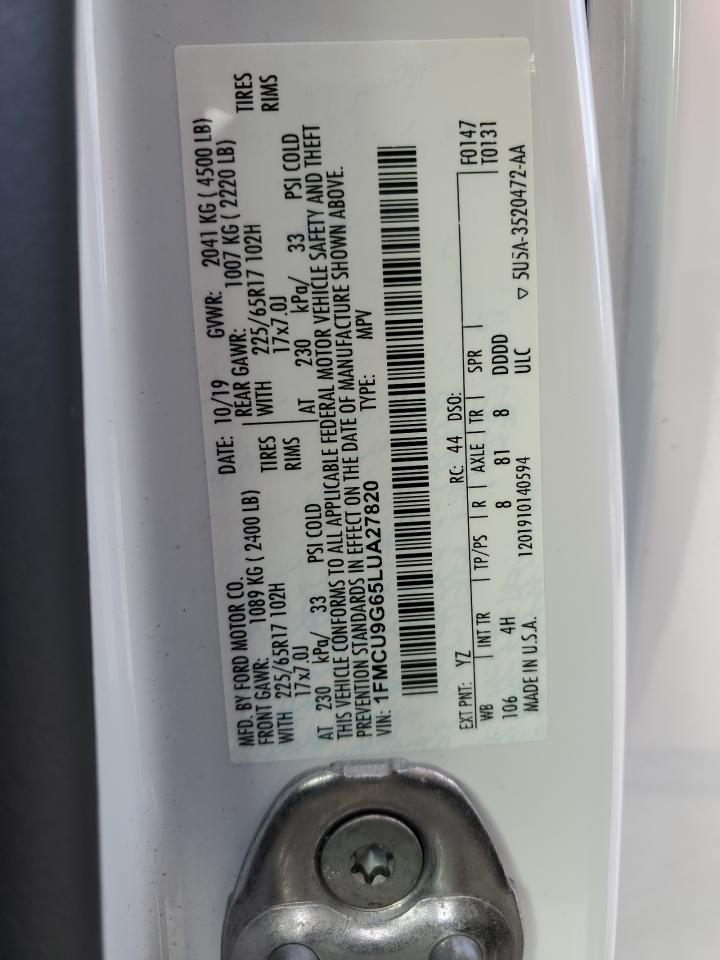 MFD. BY FORD MOTOR CO.
DATE: 10/19 GVWR: 2041 KG ( 4500 LB)
FRONT GAWR: 1089 KG ( 2400 LB) REAR GAWR: 1007 KG ( 2220 LB)
WITH 225/65R17 102H TIRES WITH 225/65R17 102H TIRES
17x7.0J RIMS 17x7.0J RIMS
AT 230 kPa/ 33 PSI COLD AT 230 kPa/ 33 PSI COLD
THIS VEHICLE CONFORMS TO ALL APPLICABLE FEDERAL MOTOR VEHICLE SAFETY AND THEFT
PREVENTION STANDARDS IN EFFECT ON THE DATE OF MANUFACTURE SHOWN ABOVE.
VIN: 1FMCU9G65LUA27820 TYPE: MPV
EXT PNT: YZ RC: 44 DSO: F0147
WB INT TR TP/PS R AXLE TR SPR T0131
106 4H 8 81 8 DDDD
MADE IN U.S.A. 1201910140594 ULC ▽ 5U5A-3520472-AA